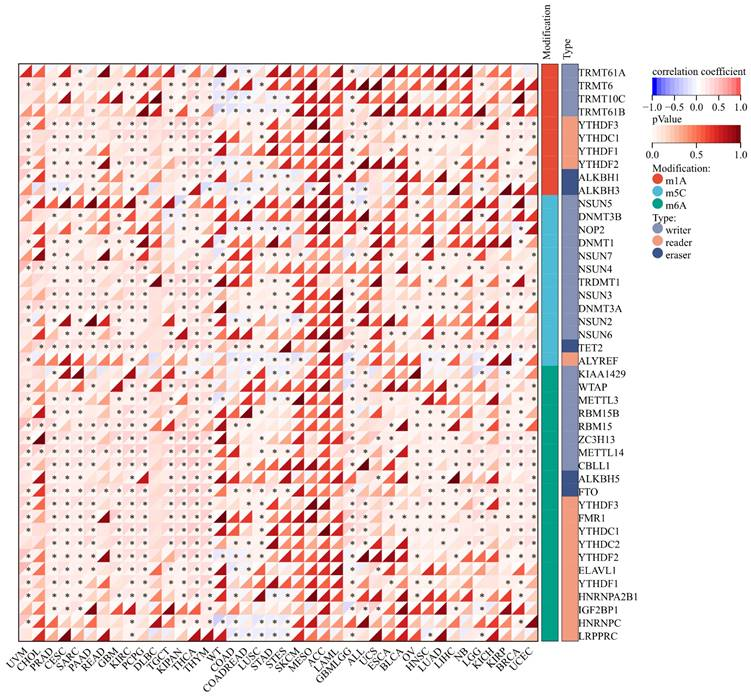 Modification
Type
TRMT61A
TRMT6
TRMT10C
TRMT61B
YTHDF3
YTHDC1
YTHDF1
YTHDF2
ALKBH1
ALKBH3
NSUN5
DNMT3B
NOP2
DNMT1
NSUN7
NSUN4
TRDMT1
NSUN3
DNMT3A
NSUN2
NSUN6
TET2
ALYREF
KIAA1429
WTAP
METTL3
RBM15B
RBM15
ZC3H13
METTL14
CBLL1
ALKBH5
FTO
YTHDF3
FMR1
YTHDC1
YTHDC2
YTHDF2
ELAVL1
YTHDF1
HNRNPA2B1
IGF2BP1
HNRNPC
LRPPRC
correlation coefficient
−1.0 −0.5 0.0 0.5 1.0
pValue
0.0 0.5 1.0
Modification:
m1A
m5C
m6A
Type:
writer
reader
eraser
UVM
CHOL
PRAD
CESC
SARC
PAAD
READ
GBM
KIRC
PCPG
DLBC
TGCT
KIPAN
THCA
THYM
WT
COAD
COADREAD
LUSC
STAD
STES
SKCM
MESO
ACC
LAML
GBMLGG
ALL
UCS
ESCA
BLCA
OV
HNSC
LUAD
LIHC
NB
LGG
KICH
KIRP
BRCA
UCEC